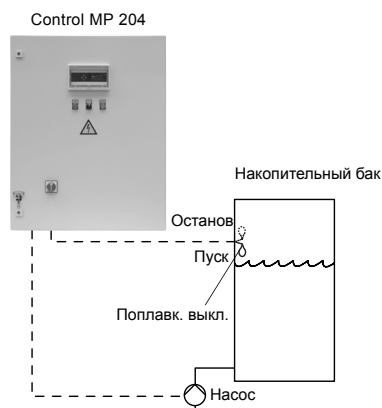 Control MP 204
Накопительный бак
Останов
Пуск
Поплавк. выкл.
Насос